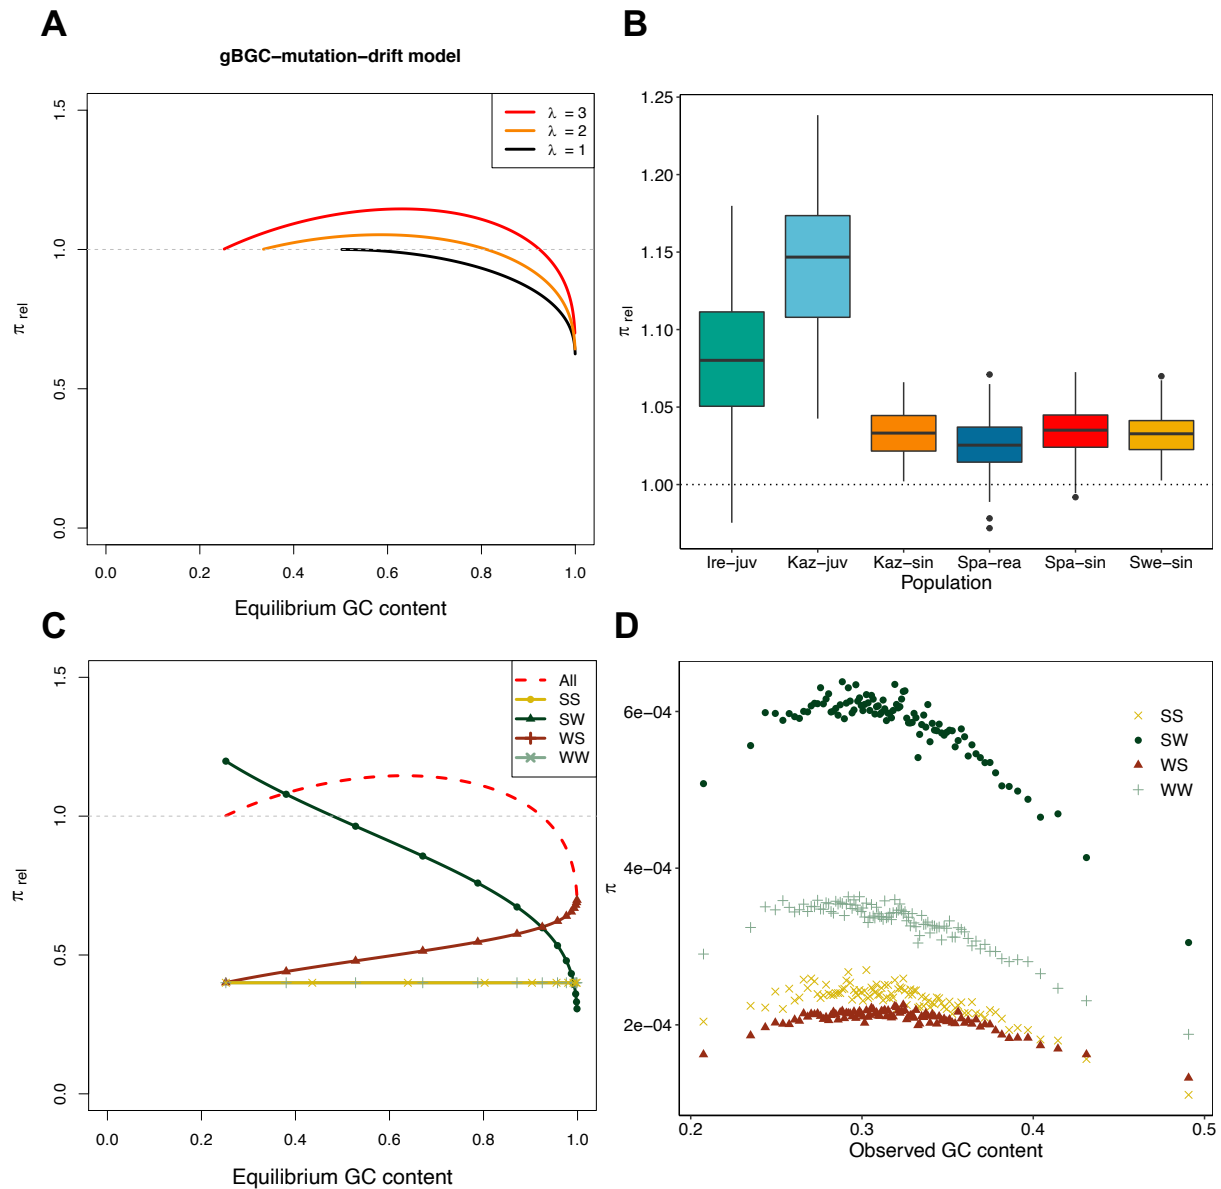 A
gBGC−mutation−drift model
λ = 3
λ = 2
λ = 1
1.5
1.0
0.5
0.0
π rel
0.0 0.2 0.4 0.6 0.8 1.0
Equilibrium GC content
B
1.25
1.20
1.15
1.10
1.05
1.00
π rel
Ire−juv Kaz−juv Kaz−sin Spa−rea Spa−sin Swe−sin
Population
C
All
SS
SW
WS
WW
1.5
1.0
0.5
0.0
π rel
0.0 0.2 0.4 0.6 0.8 1.0
Equilibrium GC content
D
SS
SW
WS
WW
6e−04
4e−04
2e−04
π
0.2 0.3 0.4 0.5
Observed GC content